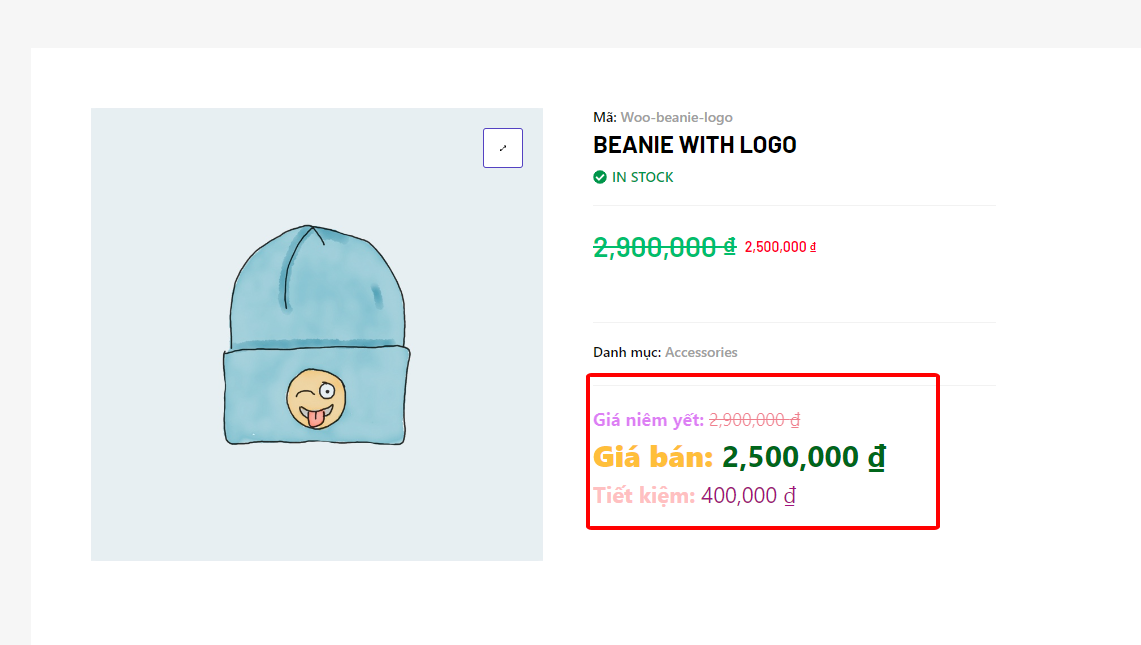 Mã: Woo-beanie-logo
BEANIE WITH LOGO
IN STOCK
2,900,000 ₫ 2,500,000 ₫
Danh mục: Accessories
Giá niêm yết: 2,900,000 ₫
Giá bán: 2,500,000 ₫
Tiết kiệm: 400,000 ₫